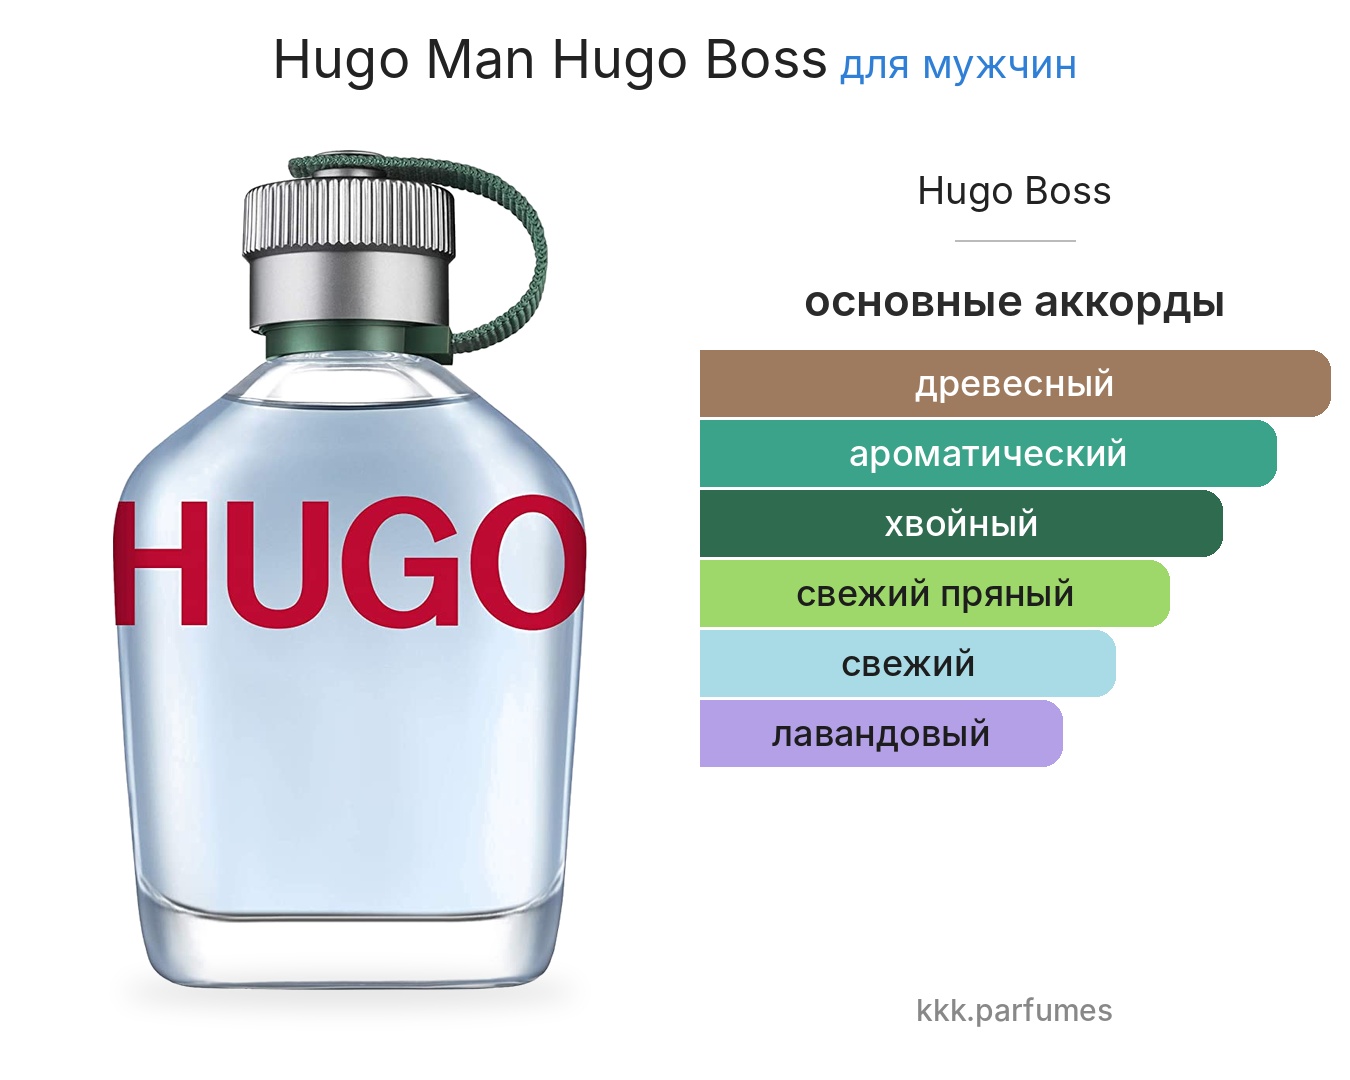 Hugo Man Hugo Boss для мужчин
Hugo Boss
основные аккорды
древесный
ароматический
хвойный
свежий пряный
свежий
лавандовый
HUGO
kkk.parfumes